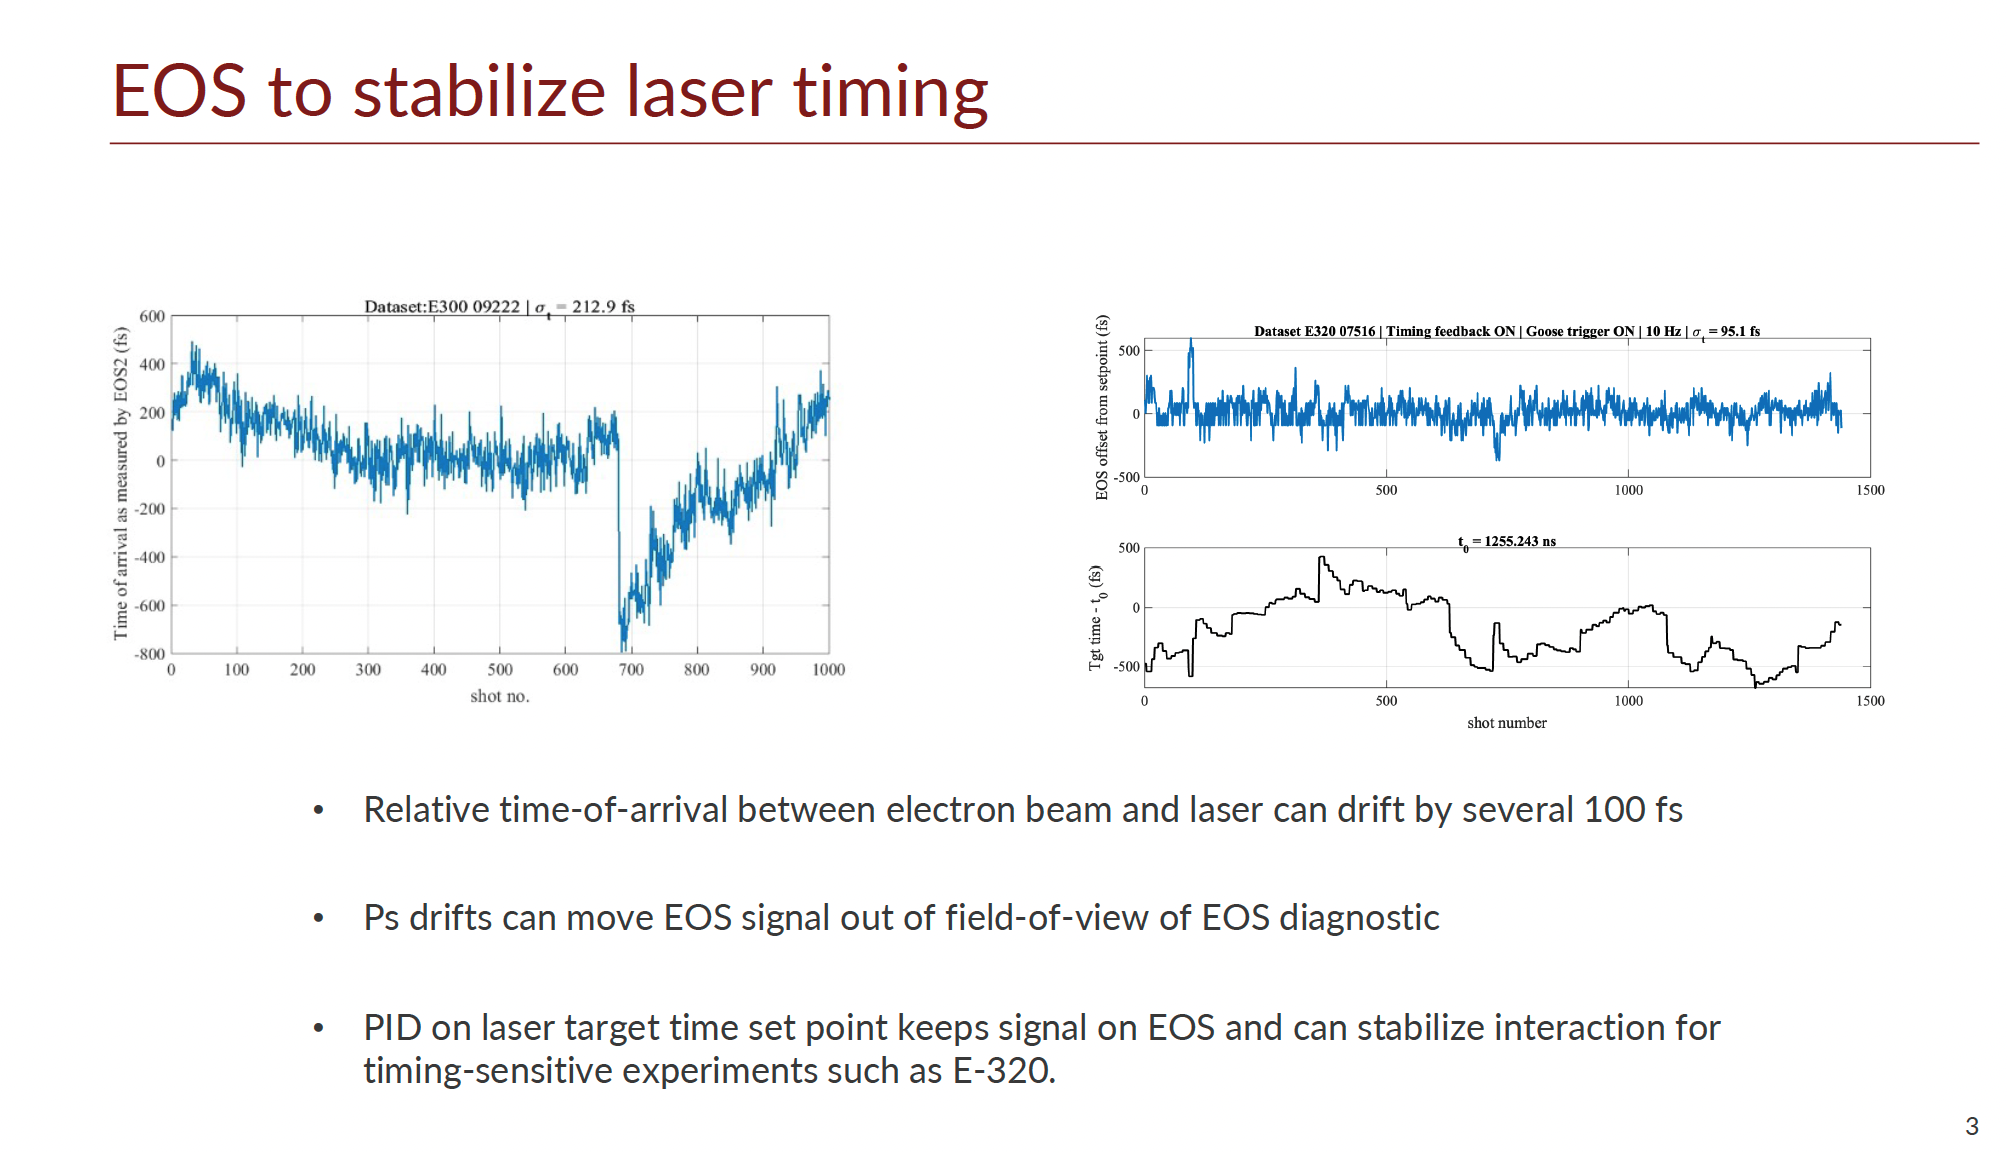 EOS to stabilize laser timing
Dataset:E300 09222 | σt = 212.9 fs
Time of arrival as measured by EOS2 (fs)
600
400
200
0
-200
-400
-600
-800
0 100 200 300 400 500 600 700 800 900 1000
shot no.
Dataset E320 07516 | Timing feedback ON | Goose trigger ON | 10 Hz | σt = 95.1 fs
EOS offset from setpoint (fs)
500
0
-500
0 500 1000 1500
t0 = 1255.243 ns
Tgt time - t0 (fs)
500
0
-500
0 500 1000 1500
shot number
• Relative time-of-arrival between electron beam and laser can drift by several 100 fs
• Ps drifts can move EOS signal out of field-of-view of EOS diagnostic
• PID on laser target time set point keeps signal on EOS and can stabilize interaction for
timing-sensitive experiments such as E-320.
3